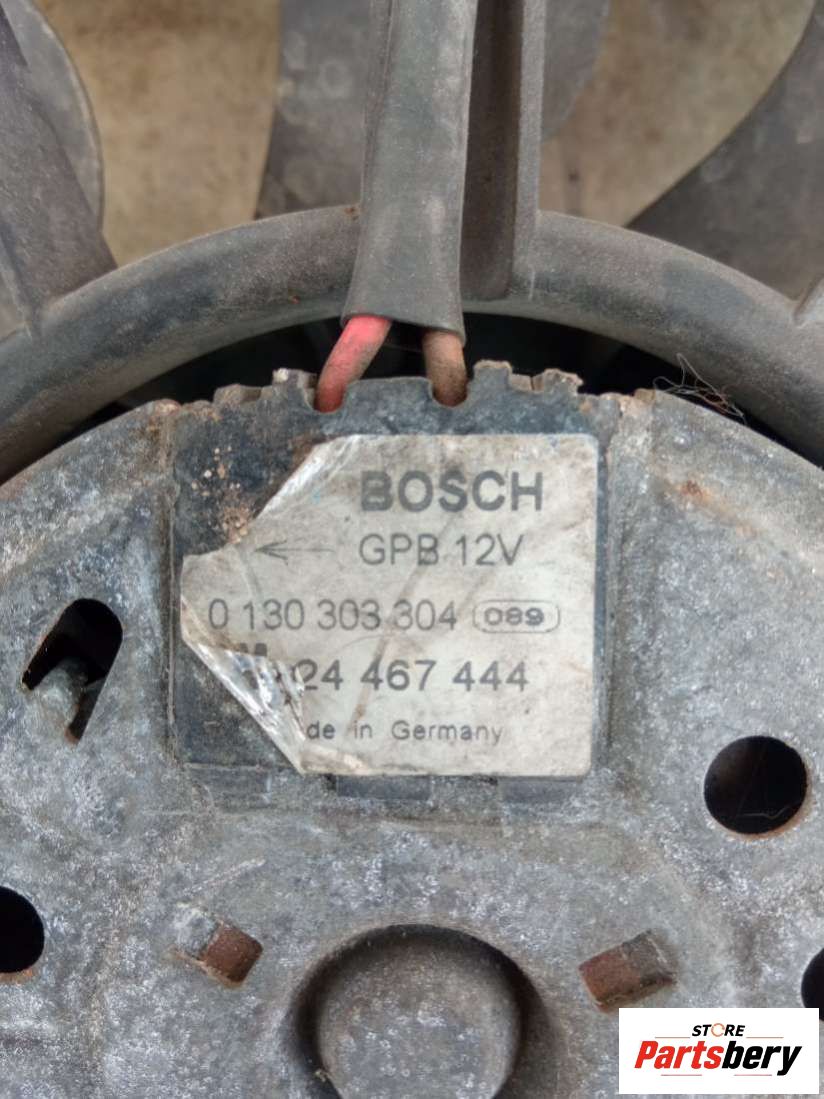 BOSCH
GPB 12V
0 130 303 304 089
24 467 444
de in Germany
STORE
Partsbery